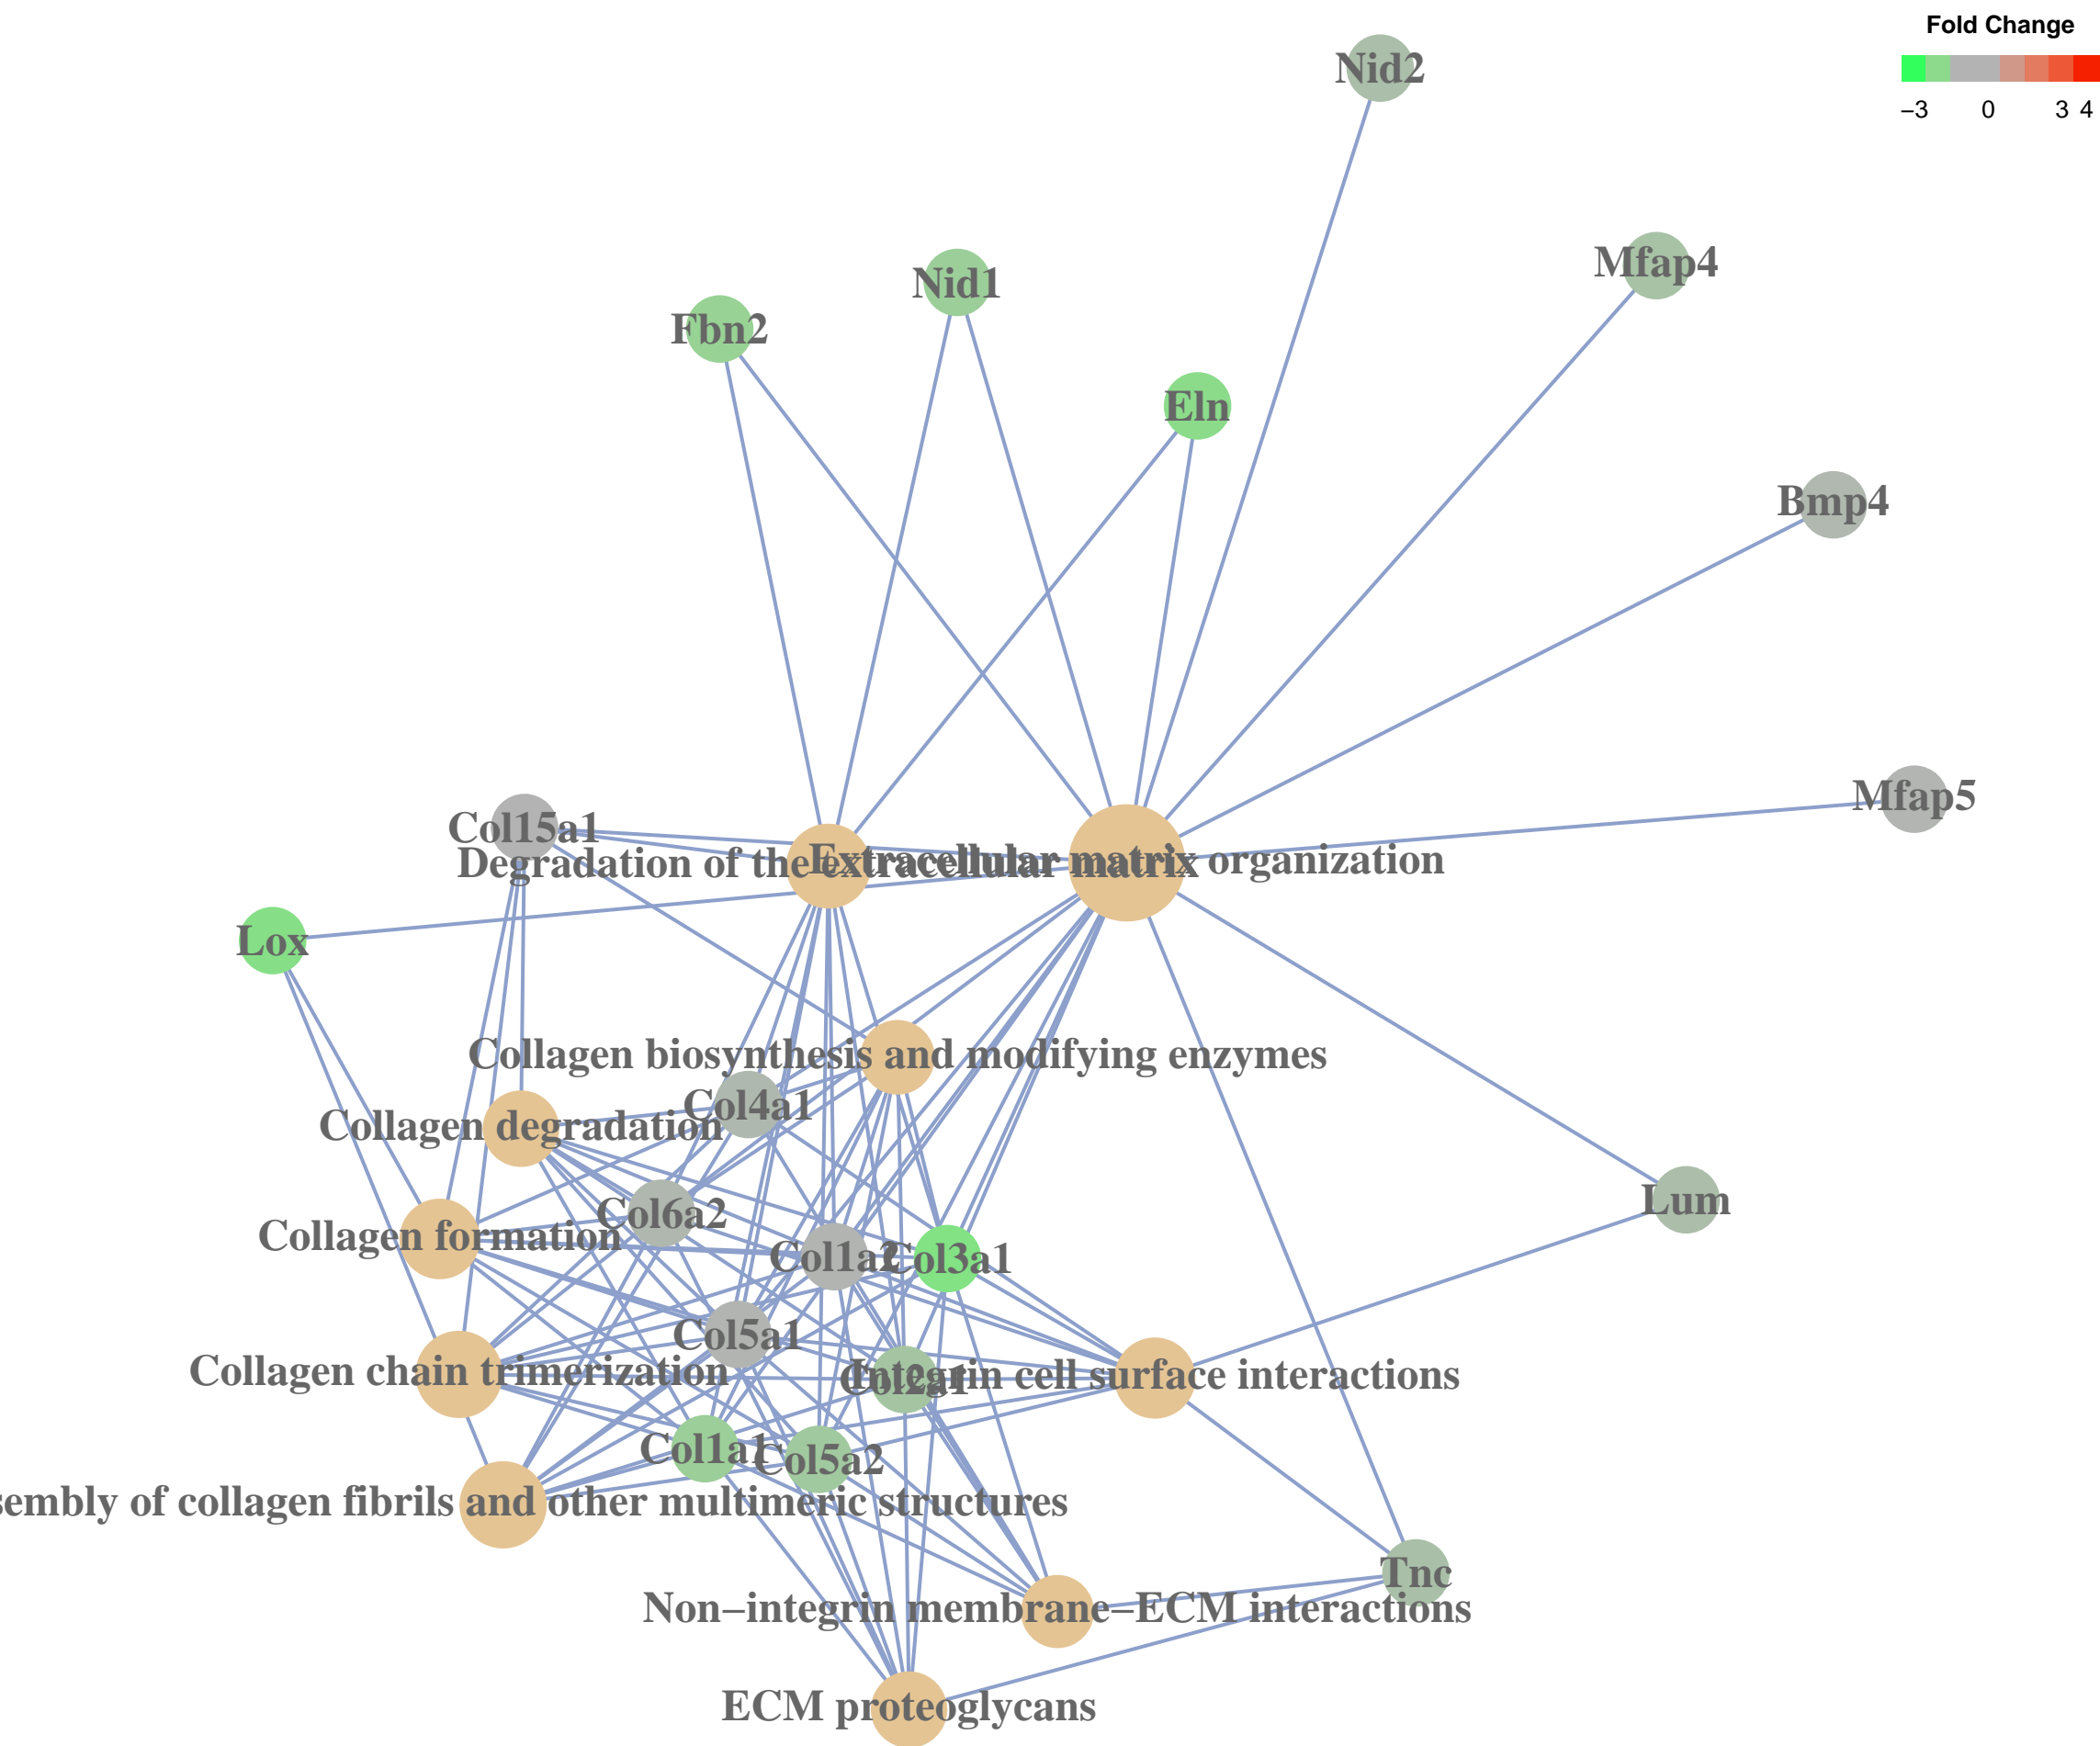 Fold Change
−3 0 3 4
Nid2
Mfap4
Nid1
Fbn2
Eln
Bmp4
Mfap5
Col15a1
Degradation of the extracellular matrix
Extracellular matrix organization
Lox
Collagen biosynthesis and modifying enzymes
Col4a1
Collagen degradation
Lum
Col6a2
Collagen formation
Col1a2
Col3a1
Col5a1
Collagen chain trimerization
Integrin cell surface interactions
Col1a1
Col5a2
sembly of collagen fibrils and other multimeric structures
Tnc
Non−integrin membrane−ECM interactions
ECM proteoglycans